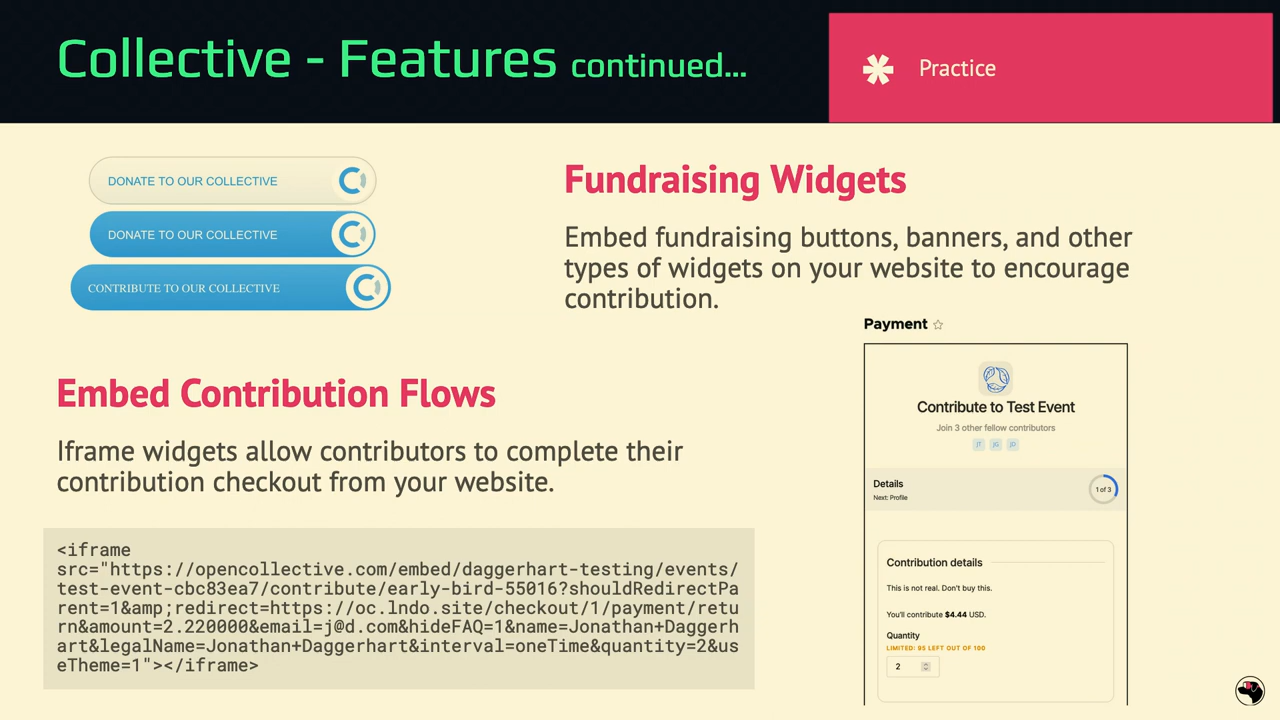 Collective - Features continued...
Practice
DONATE TO OUR COLLECTIVE
DONATE TO OUR COLLECTIVE
CONTRIBUTE TO OUR COLLECTIVE
Fundraising Widgets
Embed fundraising buttons, banners, and other
types of widgets on your website to encourage
contribution.
Embed Contribution Flows
Iframe widgets allow contributors to complete their
contribution checkout from your website.
<iframe
src="https://opencollective.com/embed/daggerhart-testing/events/
test-event-cbc83ea7/contribute/early-bird-55016?shouldRedirectPa
rent=1&amp;redirect=https://oc.lndo.site/checkout/1/payment/retu
rn&amount=2.220000&email=j@d.com&hideFAQ=1&name=Jonathan+Daggerh
art&legalName=Jonathan+Daggerhart&interval=oneTime&quantity=2&us
eTheme=1"></iframe>
Payment
Contribute to Test Event
Join 3 other fellow contributors
JT JG JD
Details
Next: Profile
1 of 3
Contribution details
This is not real. Don't buy this.
You'll contribute $4.44 USD.
Quantity
LIMITED: 95 LEFT OUT OF 100
2